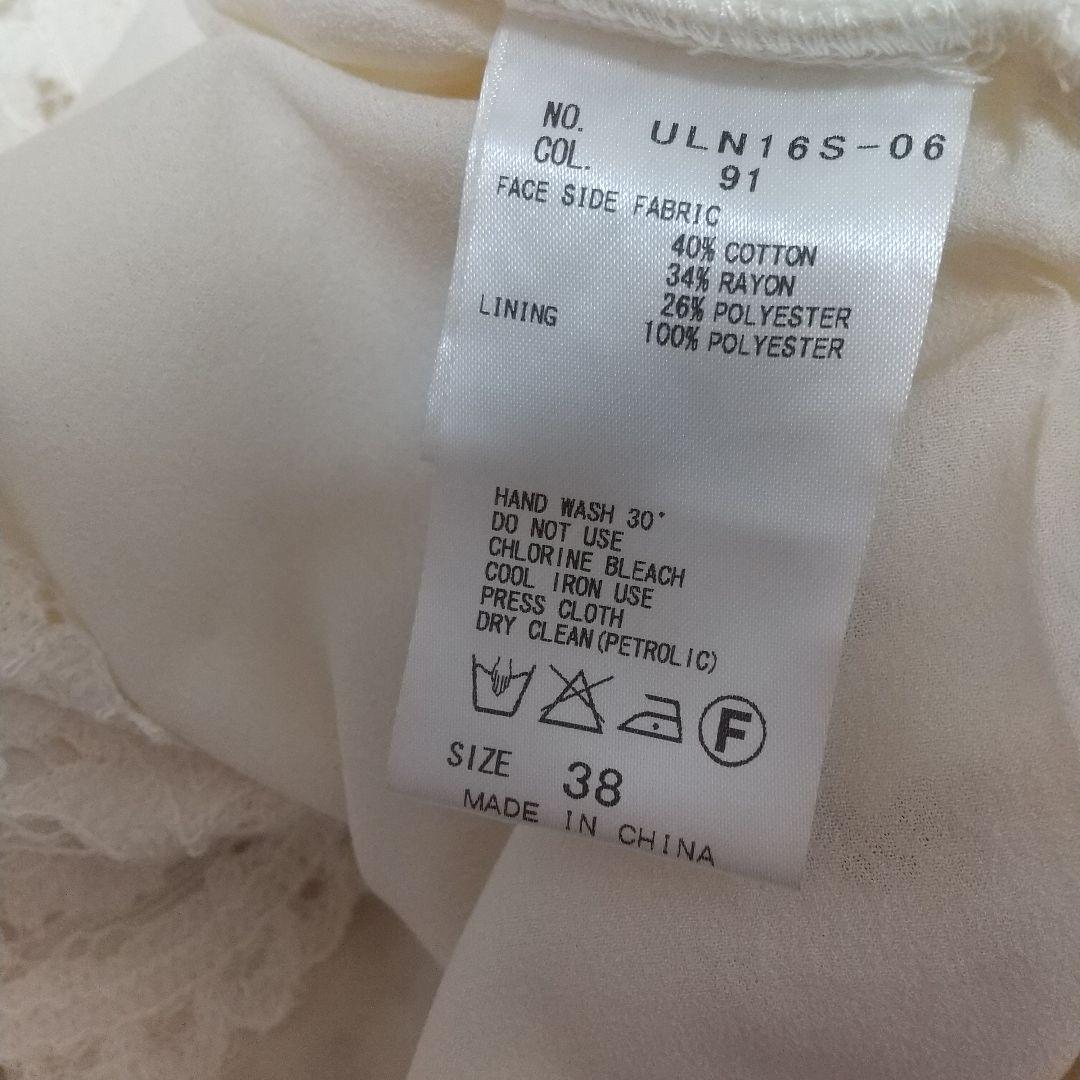 NO. ULN16S-06
COL. 91
FACE SIDE FABRIC
40% COTTON
34% RAYON
26% POLYESTER
LINING 100% POLYESTER
HAND WASH 30°
DO NOT USE
CHLORINE BLEACH
COOL IRON USE
PRESS CLOTH
DRY CLEAN(PETROLIC)
F
SIZE 38
MADE IN CHINA